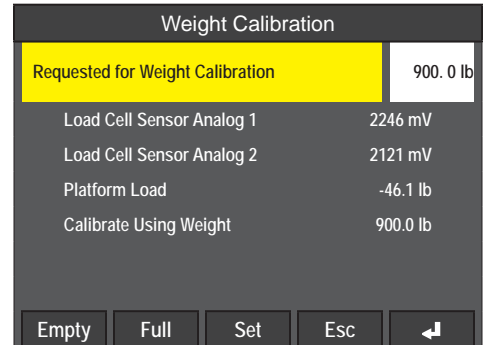 Weight Calibration
Requested for Weight Calibration 900. 0 lb
Load Cell Sensor Analog 1 2246 mV
Load Cell Sensor Analog 2 2121 mV
Platform Load -46.1 lb
Calibrate Using Weight 900.0 lb
Empty Full Set Esc